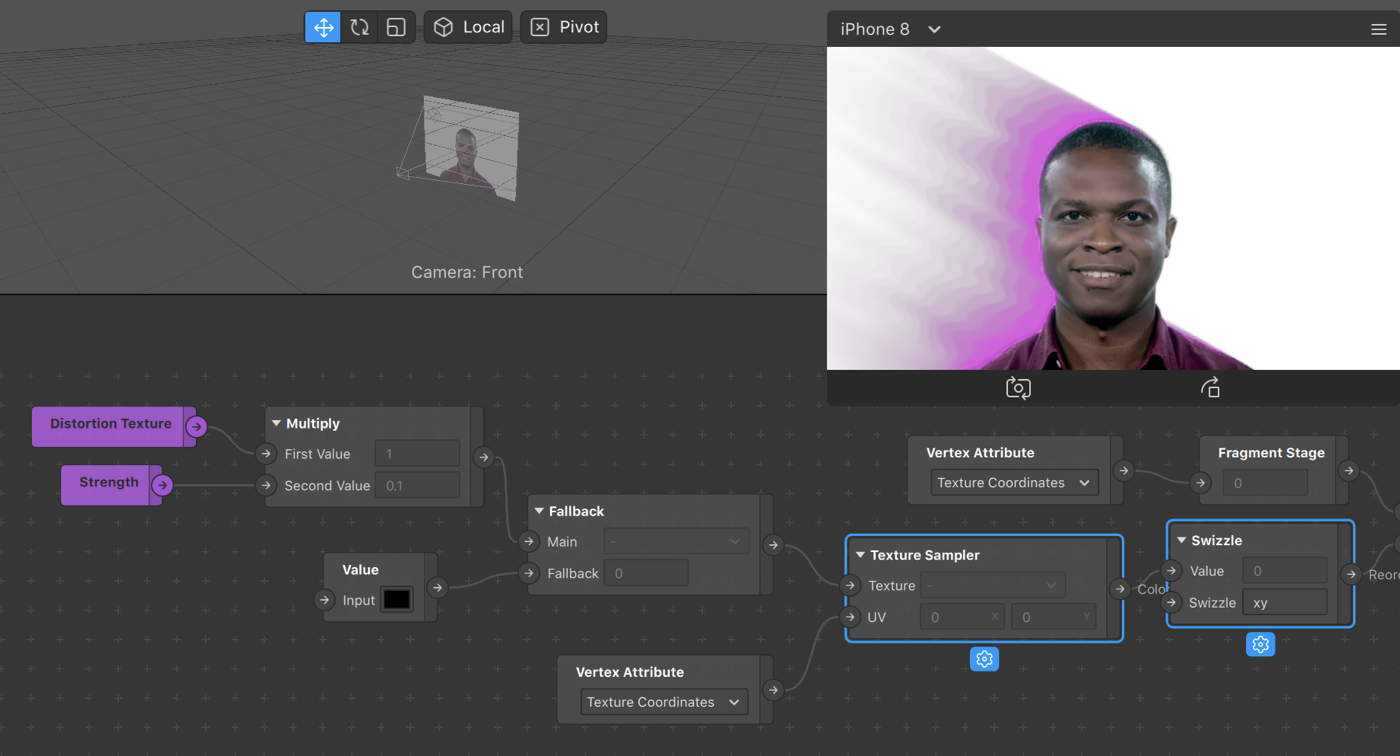 Local
Pivot
iPhone 8
Camera: Front
Distortion Texture
Strength
Multiply
First Value 1
Second Value 0.1
Value
Input
Fallback
Main -
Fallback 0
Vertex Attribute
Texture Coordinates
Vertex Attribute
Texture Coordinates
Fragment Stage
0
Texture Sampler
Texture -
UV 0 X 0 Y
Colo
Swizzle
Value 0
Swizzle xy
Reor